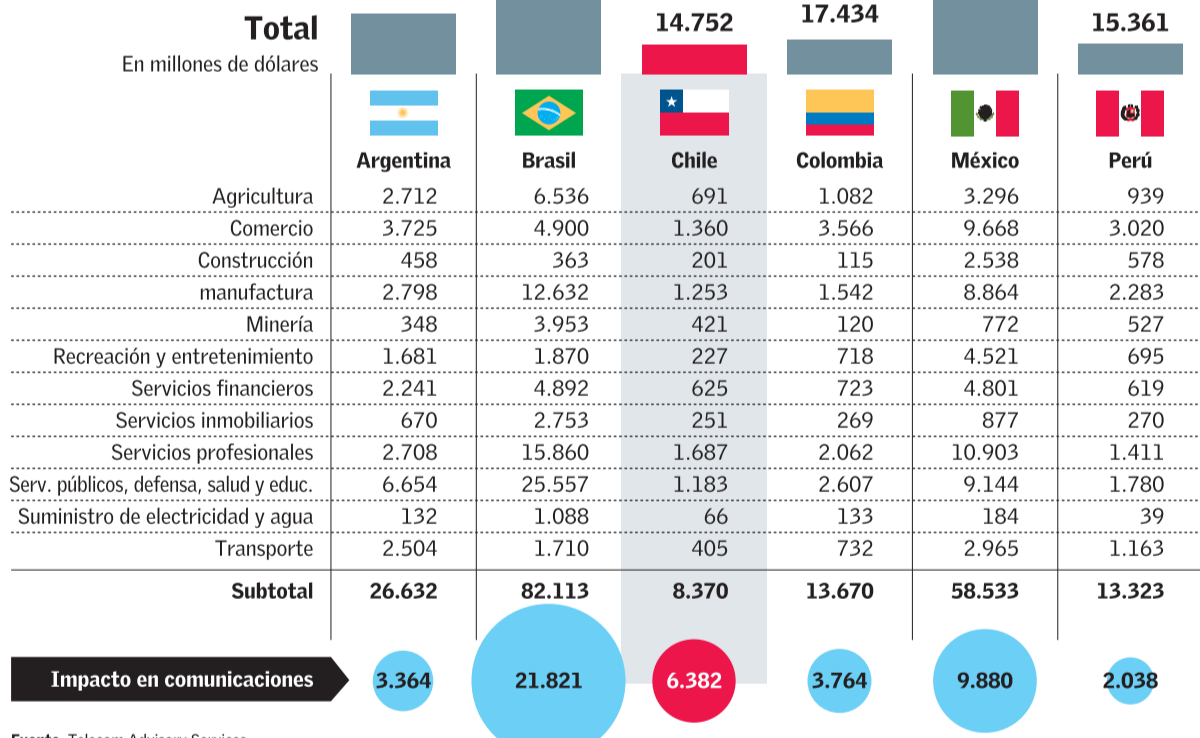 Total
En millones de dólares
14.752 17.434 15.361
Argentina Brasil Chile Colombia México Perú
Agricultura 2.712 6.536 691 1.082 3.296 939
Comercio 3.725 4.900 1.360 3.566 9.668 3.020
Construcción 458 363 201 115 2.538 578
manufactura 2.798 12.632 1.253 1.542 8.864 2.283
Minería 348 3.953 421 120 772 527
Recreación y entretenimiento 1.681 1.870 227 718 4.521 695
Servicios financieros 2.241 4.892 625 723 4.801 619
Servicios inmobiliarios 670 2.753 251 269 877 270
Servicios profesionales 2.708 15.860 1.687 2.062 10.903 1.411
Serv. públicos, defensa, salud y educ. 6.654 25.557 1.183 2.607 9.144 1.780
Suministro de electricidad y agua 132 1.088 66 133 184 39
Transporte 2.504 1.710 405 732 2.965 1.163
Subtotal 26.632 82.113 8.370 13.670 58.533 13.323
Impacto en comunicaciones 3.364 21.821 6.382 3.764 9.880 2.038
Fuente: Telecom Advisory Services